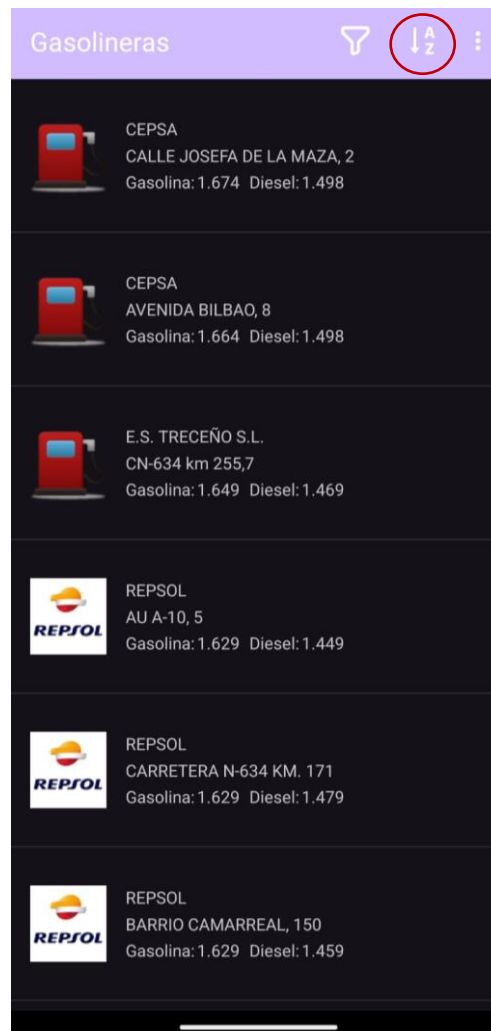 Gasolineras
A
Z
CEPSA
CALLE JOSEFA DE LA MAZA, 2
Gasolina: 1.674 Diesel: 1.498
CEPSA
AVENIDA BILBAO, 8
Gasolina: 1.664 Diesel: 1.498
E.S. TRECEÑO S.L.
CN-634 km 255,7
Gasolina: 1.649 Diesel: 1.469
REPSOL
REPSOL
AU A-10, 5
Gasolina: 1.629 Diesel: 1.449
REPSOL
REPSOL
CARRETERA N-634 KM. 171
Gasolina: 1.629 Diesel: 1.479
REPSOL
REPSOL
BARRIO CAMARREAL, 150
Gasolina: 1.629 Diesel: 1.459